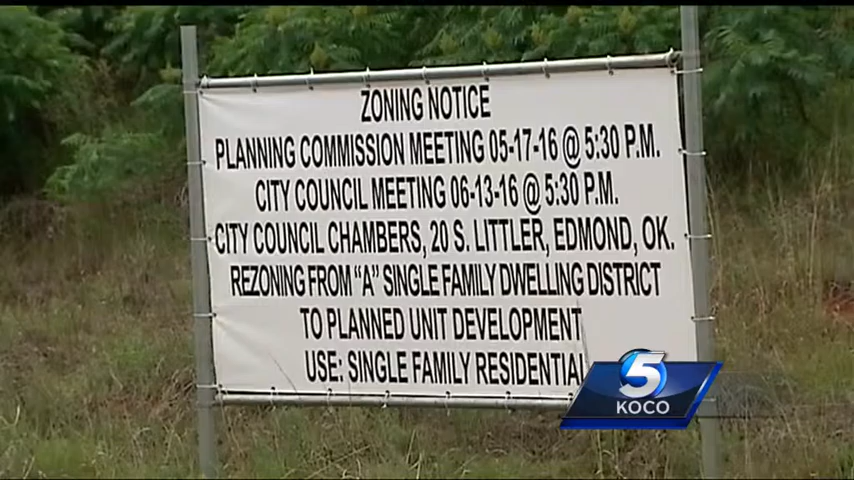 ZONING NOTICE
PLANNING COMMISSION MEETING 05-17-16 @ 5:30 P.M.
CITY COUNCIL MEETING 06-13-16 @ 5:30 P.M.
CITY COUNCIL CHAMBERS, 20 S. LITTLER, EDMOND, OK.
REZONING FROM "A" SINGLE FAMILY DWELLING DISTRICT
TO PLANNED UNIT DEVELOPMENT
USE: SINGLE FAMILY RESIDENTIAL
5
KOCO